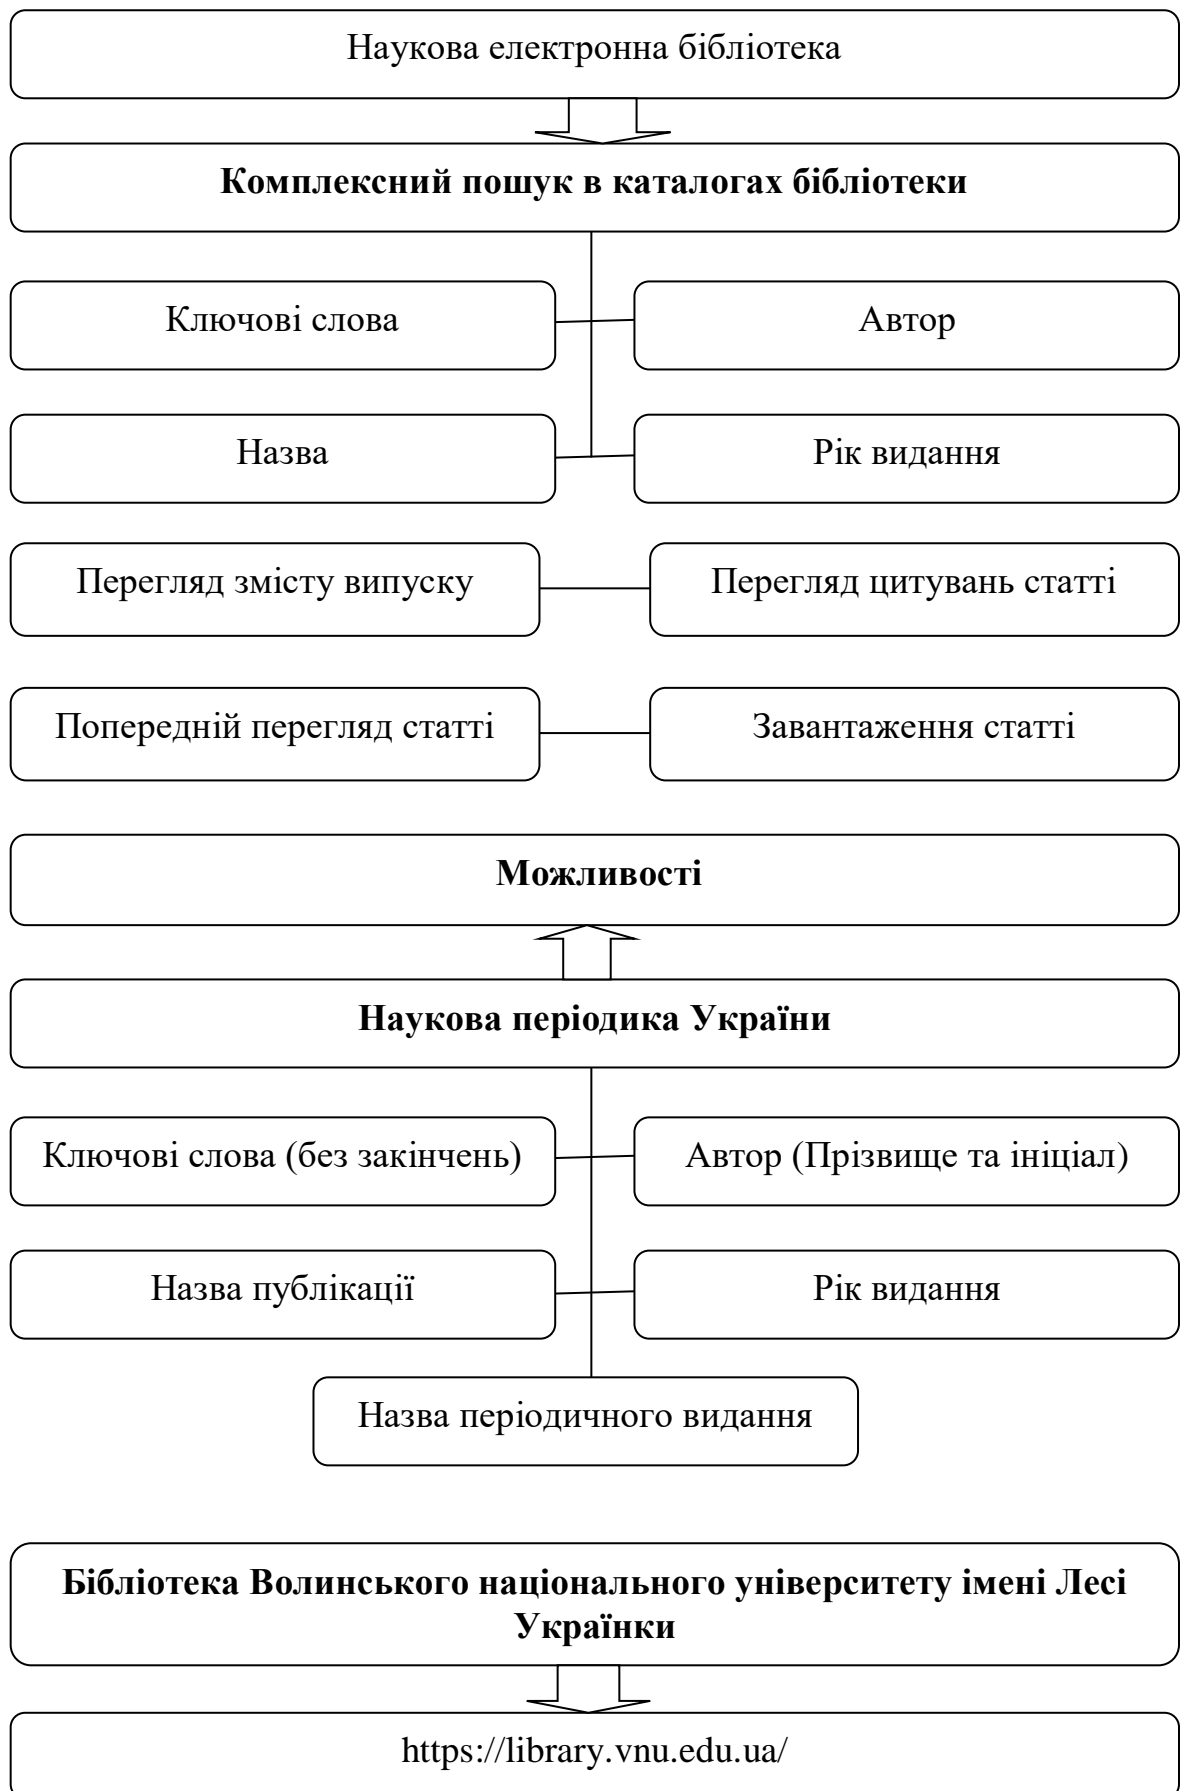 Наукова електронна бібліотека
Комплексний пошук в каталогах бібліотеки
Ключові слова
Автор
Назва
Рік видання
Перегляд змісту випуску
Перегляд цитувань статті
Попередній перегляд статті
Завантаження статті
Можливості
Наукова періодика України
Ключові слова (без закінчень)
Автор (Прізвище та ініціал)
Назва публікації
Рік видання
Назва періодичного видання
Бібліотека Волинського національного університету імені Лесі
Українки
https://library.vnu.edu.ua/